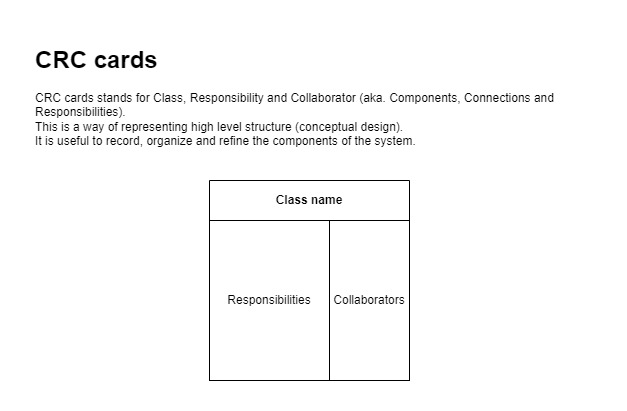 CRC cards
CRC cards stands for Class, Responsibility and Collaborator (aka. Components, Connections and
Responsibilities).
This is a way of representing high level structure (conceptual design).
It is useful to record, organize and refine the components of the system.
Class name
Responsibilities
Collaborators